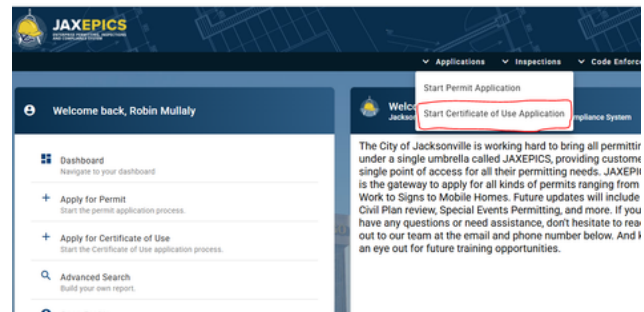 JAXEPICS
ENTERPRISE PERMITTING, INSPECTIONS
AND COMPLIANCE SYSTEM
Applications Inspections Code Enforce
Start Permit Application
Start Certificate of Use Application
Welcome back, Robin Mullaly
Dashboard
Navigate to your dashboard
Apply for Permit
Start the permit application process.
Apply for Certificate of Use
Start the Certificate of Use application process.
Advanced Search
Build your own report.
Welco
Jackso mpliance System
The City of Jacksonville is working hard to bring all permittin
under a single umbrella called JAXEPICS, providing custome
single point of access for all their permitting needs. JAXEPIC
is the gateway to apply for all kinds of permits ranging from
Work to Signs to Mobile Homes. Future updates will include
Civil Plan review, Special Events Permitting, and more. If you
have any questions or need assistance, don't hesitate to reac
out to our team at the email and phone number below. And k
an eye out for future training opportunities.